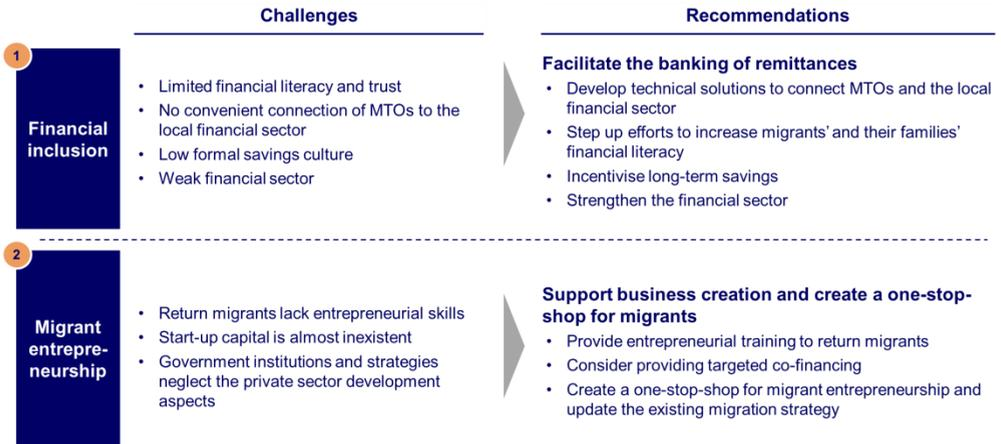 Challenges
Recommendations
1
Financial
inclusion
• Limited financial literacy and trust
• No convenient connection of MTOs to the
local financial sector
• Low formal savings culture
• Weak financial sector
Facilitate the banking of remittances
• Develop technical solutions to connect MTOs and the local
financial sector
• Step up efforts to increase migrants' and their families'
financial literacy
• Incentivise long-term savings
• Strengthen the financial sector
2
Migrant
entrepre-
neurship
• Return migrants lack entrepreneurial skills
• Start-up capital is almost inexistent
• Government institutions and strategies
neglect the private sector development
aspects
Support business creation and create a one-stop-
shop for migrants
• Provide entrepreneurial training to return migrants
• Consider providing targeted co-financing
• Create a one-stop-shop for migrant entrepreneurship and
update the existing migration strategy